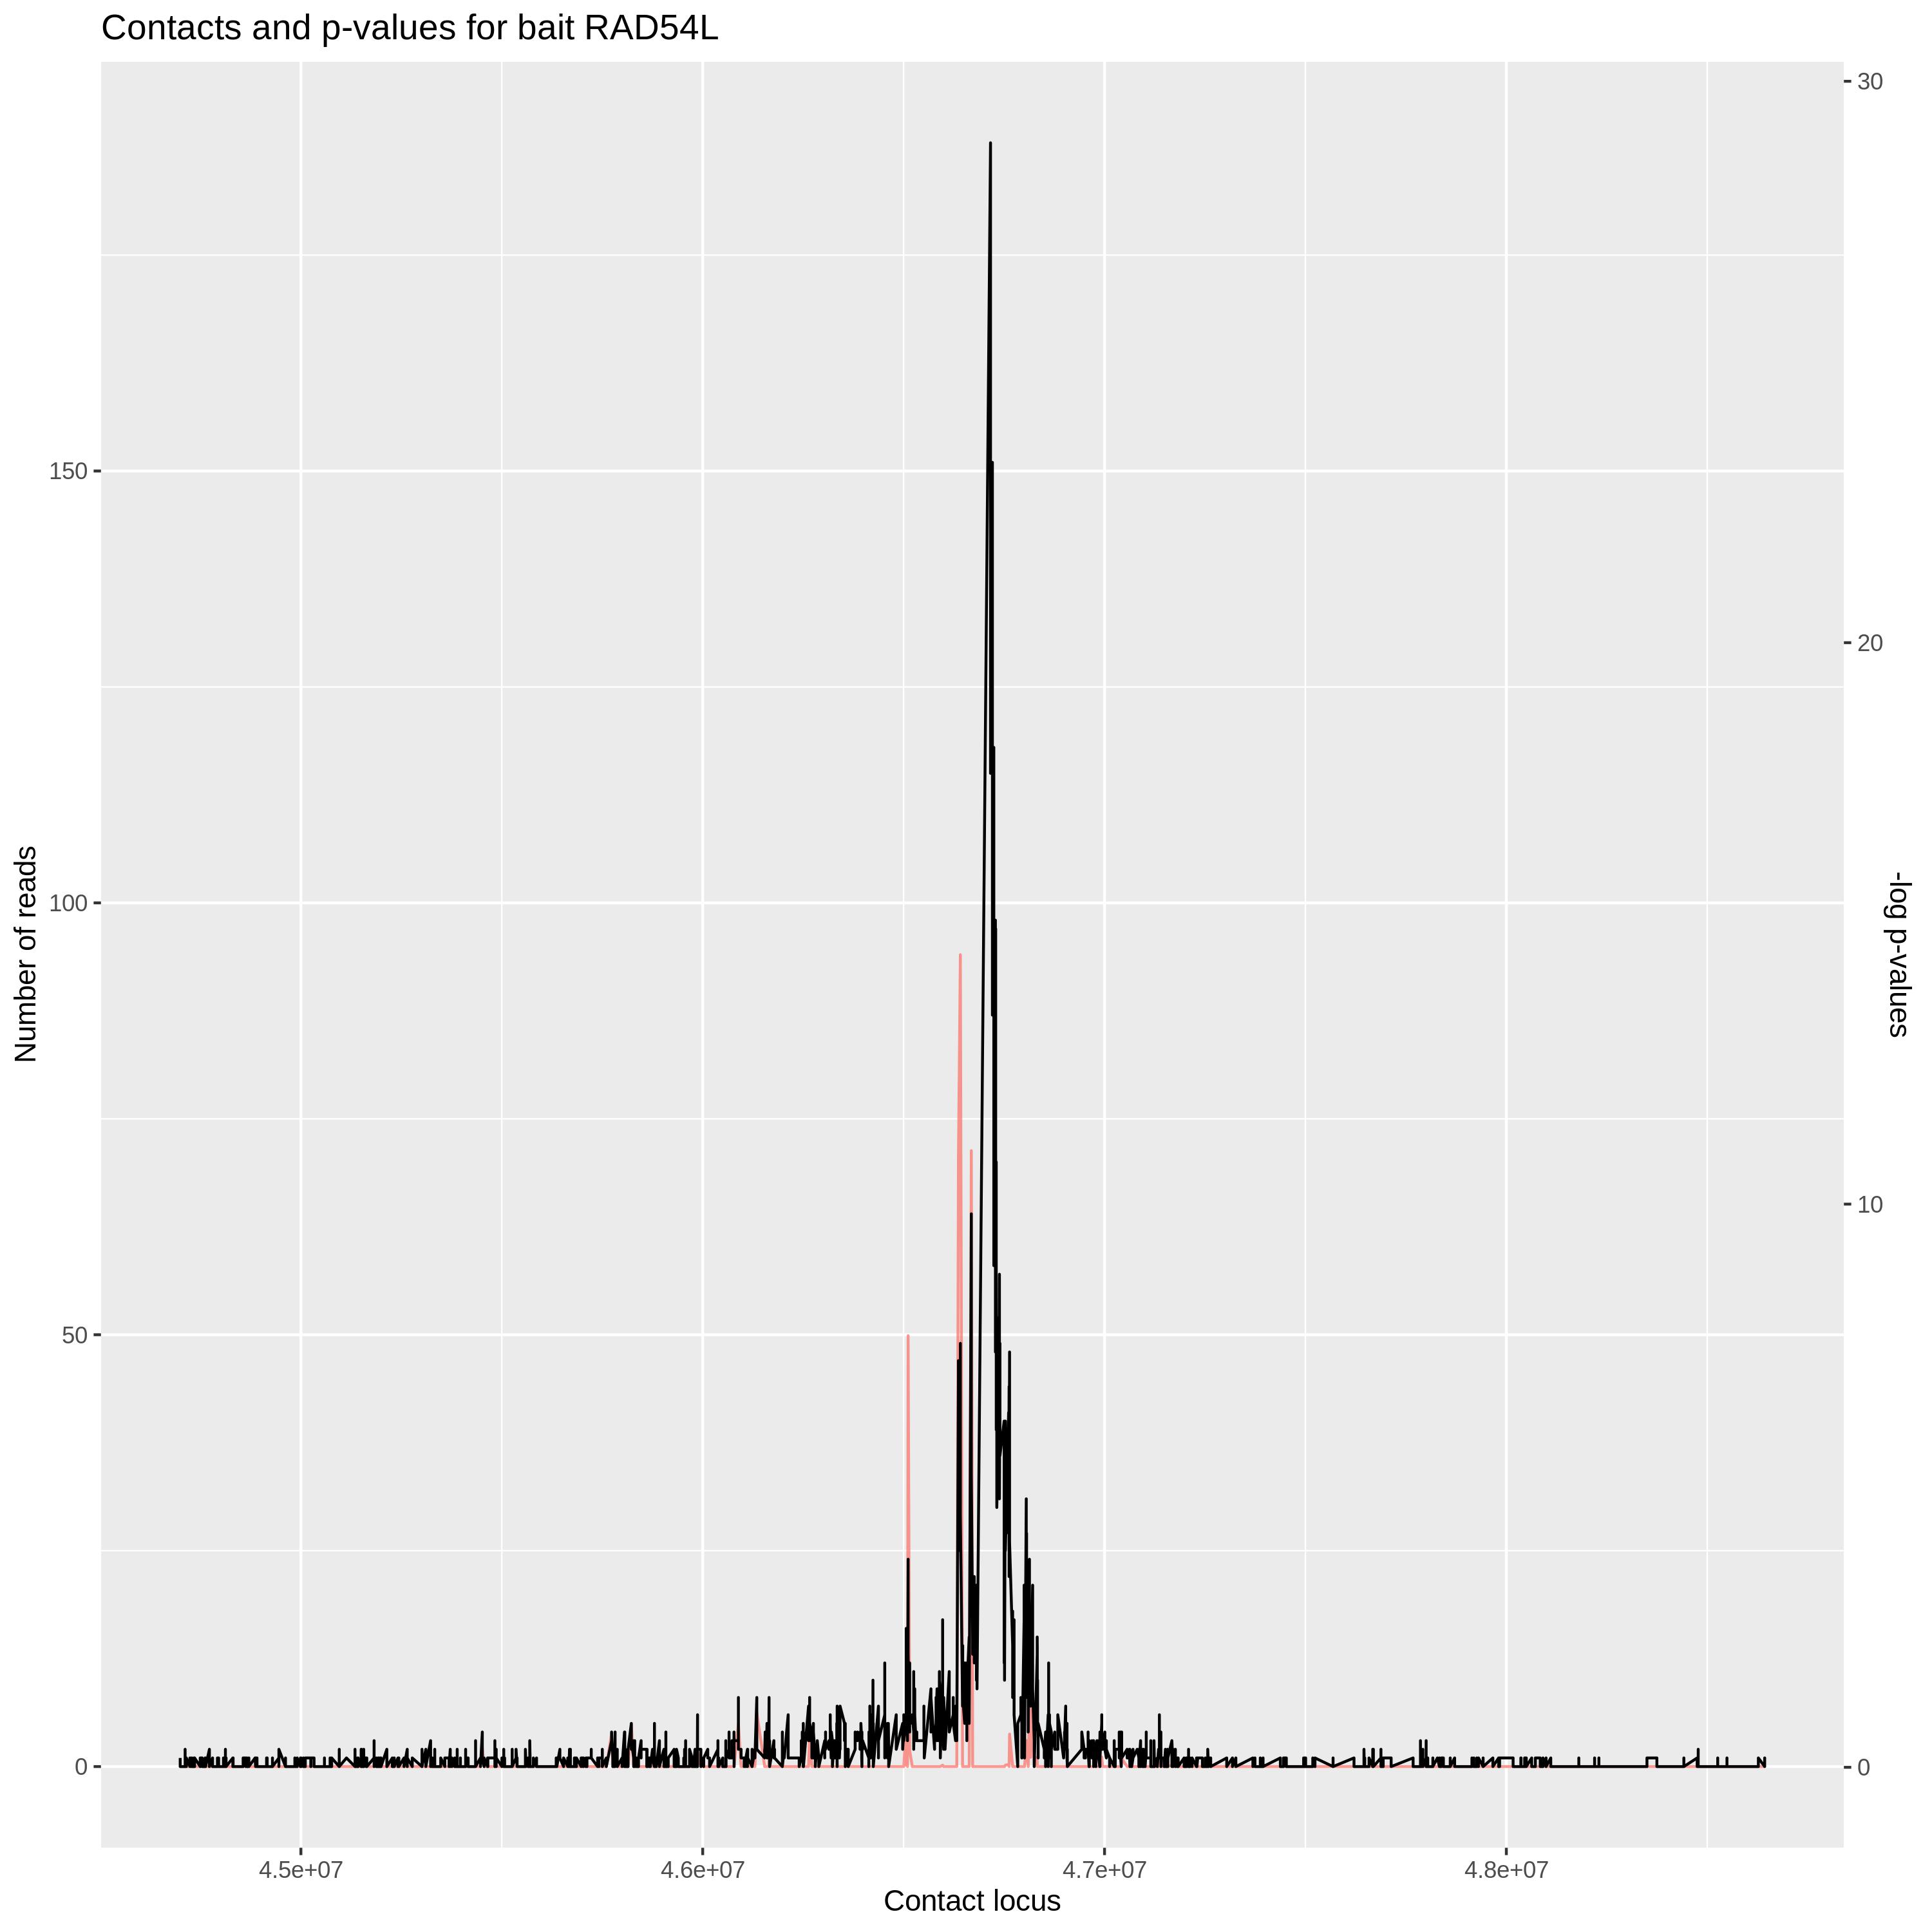 Contacts and p-values for bait RAD54L
30
150
20
100
Number of reads
-log p-values
10
50
0
0
4.5e+07
4.6e+07
4.7e+07
4.8e+07
Contact locus